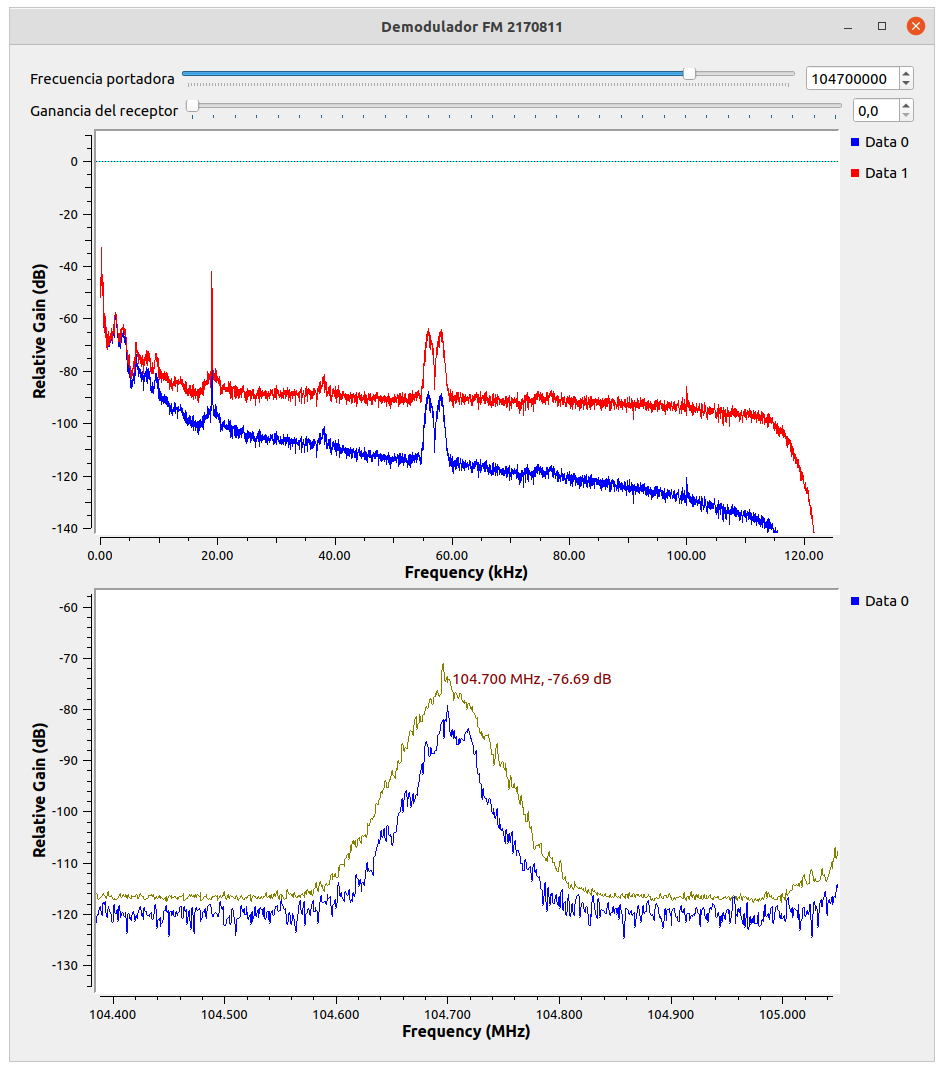 Demodulador FM 2170811
Frecuencia portadora
104700000
Ganancia del receptor
0,0
Data 0
Data 1
Relative Gain (dB)
0
-20
-40
-60
-80
-100
-120
-140
0.00 20.00 40.00 60.00 80.00 100.00 120.00
Frequency (kHz)
Data 0
Relative Gain (dB)
-60
-70
-80
-90
-100
-110
-120
-130
104.700 MHz, -76.69 dB
104.400 104.500 104.600 104.700 104.800 104.900 105.000
Frequency (MHz)